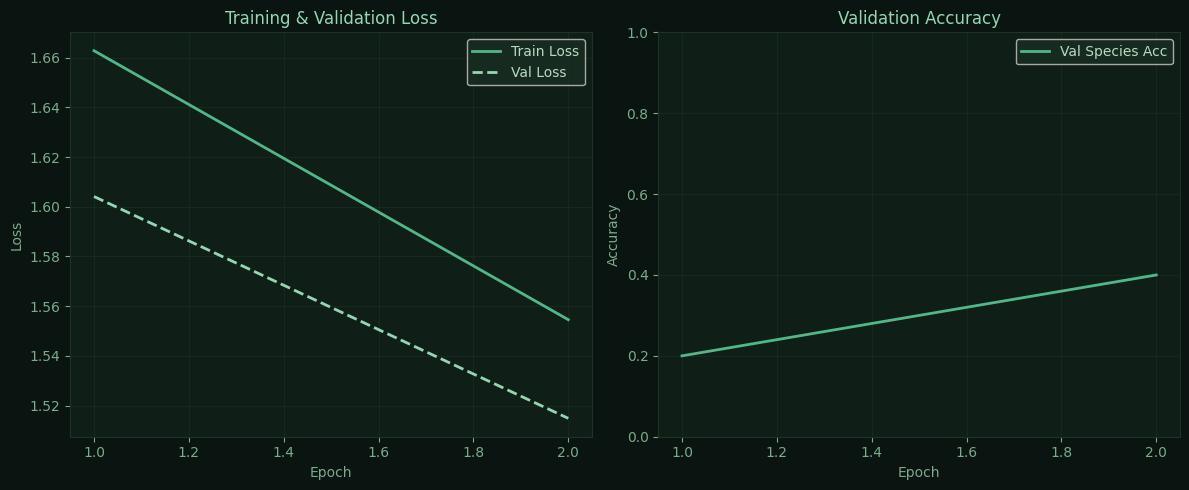 Training & Validation Loss
Train Loss
Val Loss
1.66
1.64
1.62
1.60
1.58
1.56
1.54
1.52
Loss
1.0 1.2 1.4 1.6 1.8 2.0
Epoch
Validation Accuracy
Val Species Acc
1.0
0.8
0.6
0.4
0.2
0.0
Accuracy
1.0 1.2 1.4 1.6 1.8 2.0
Epoch